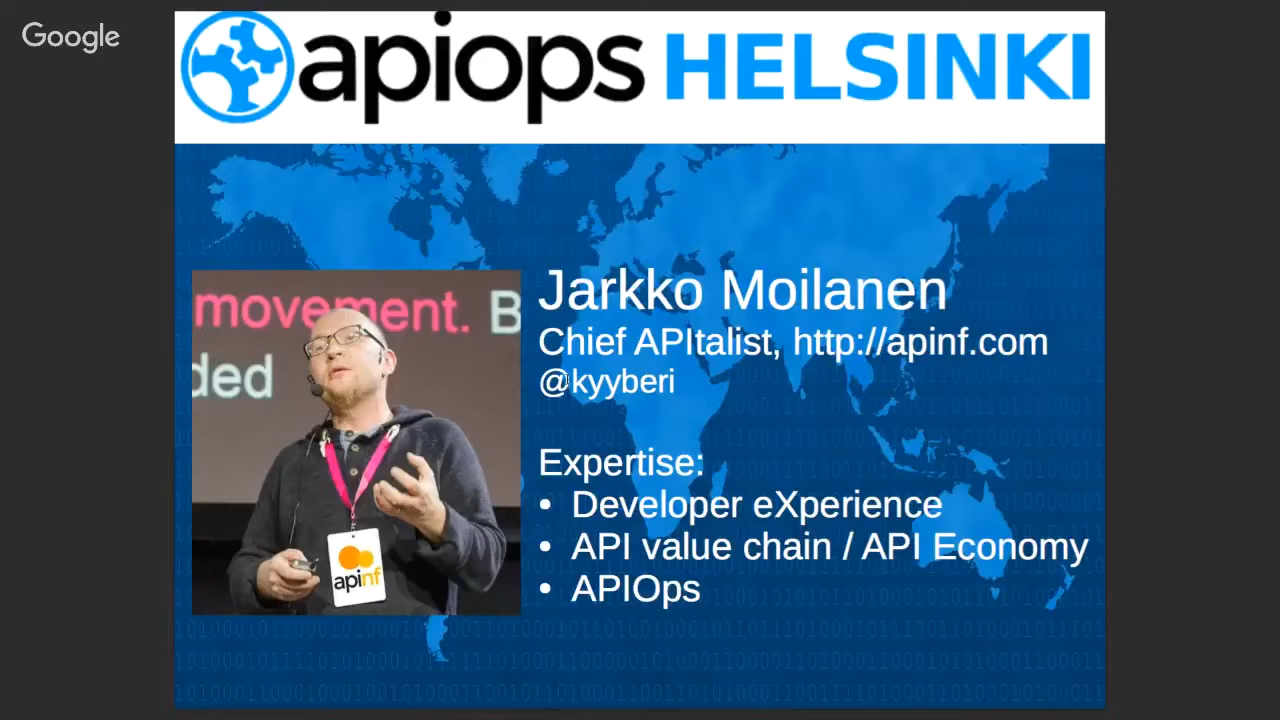 Google
apiops HELSINKI
movement. B
ded
apinf
Jarkko Moilanen
Chief APItalist, http://apinf.com
@kyyberi
Expertise:
• Developer eXperience
• API value chain / API Economy
• APIOps